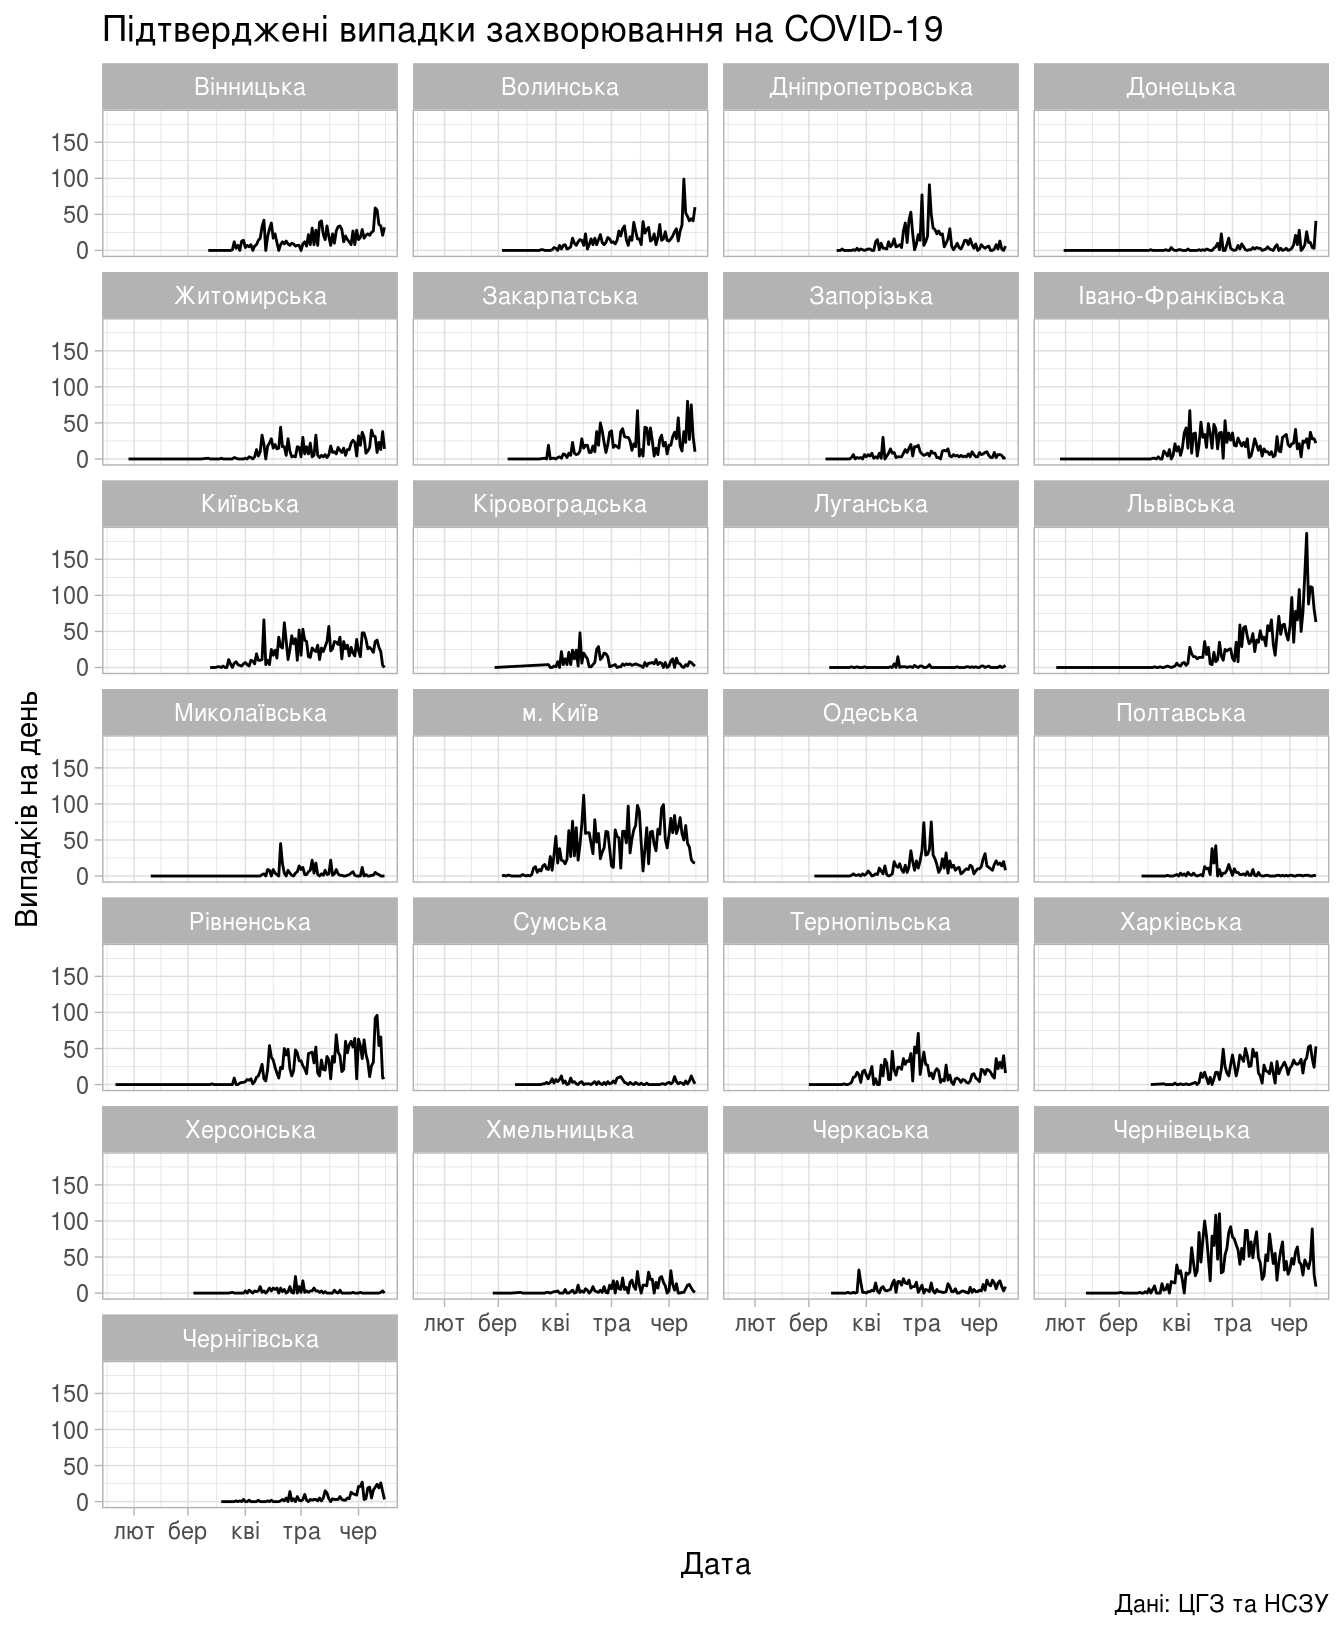 Підтверджені випадки захворювання на COVID-19
Вінницька Волинська Дніпропетровська Донецька
150
100
50
0
Житомирська Закарпатська Запорізька Івано-Франківська
150
100
50
0
Київська Кіровоградська Луганська Львівська
150
100
50
0
Миколаївська м. Київ Одеська Полтавська
150
100
50
0
Випадків на день
Рівненська Сумська Тернопільська Харківська
150
100
50
0
Херсонська Хмельницька Черкаська Чернівецька
150
100
50
0
лют бер кві тра чер лют бер кві тра чер лют бер кві тра чер
Чернігівська
150
100
50
0
лют бер кві тра чер
Дата
Дані: ЦГЗ та НСЗУ